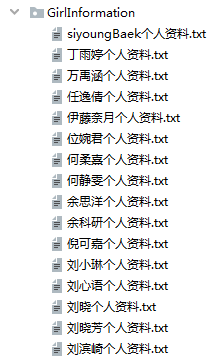 GirlInformation
siyoungBaek个人资料.txt
丁雨婷个人资料.txt
万禹涵个人资料.txt
任逸倩个人资料.txt
伊藤奈月个人资料.txt
位婉君个人资料.txt
何柔嘉个人资料.txt
何静雯个人资料.txt
余思洋个人资料.txt
余科研个人资料.txt
倪可嘉个人资料.txt
刘小琳个人资料.txt
刘心语个人资料.txt
刘晓个人资料.txt
刘晓芳个人资料.txt
刘滨崎个人资料.txt